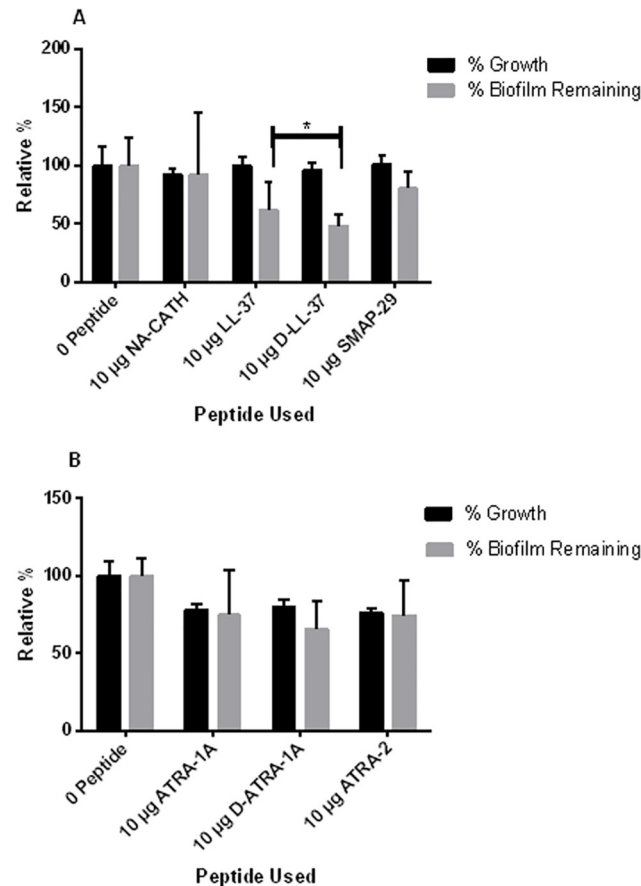 A
200
150
100
50
0
Relative %
% Growth
% Biofilm Remaining
*
0 Peptide
10 µg NA-CATH
10 µg LL-37
10 µg D-LL-37
10 µg SMAP-29
Peptide Used
B
150
100
50
0
Relative %
% Growth
% Biofilm Remaining
0 Peptide
10 µg ATRA-1A
10 µg D-ATRA-1A
10 µg ATRA-2
Peptide Used